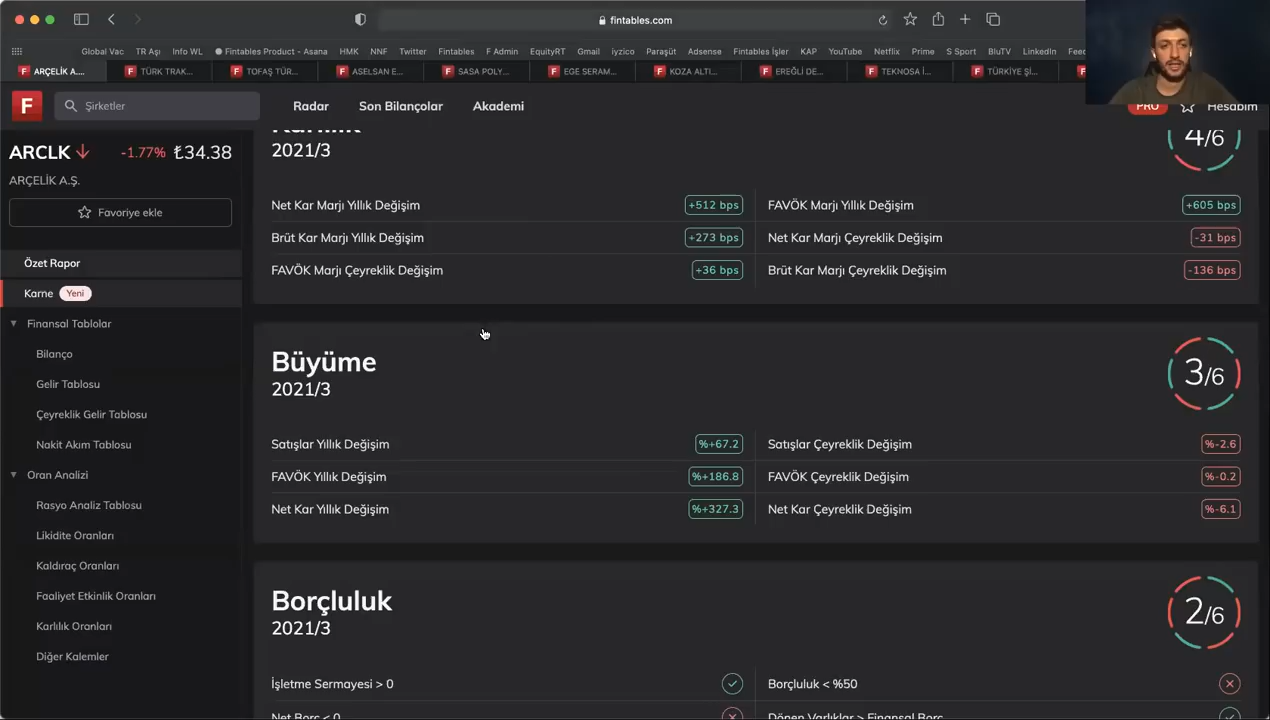 fintables.com
Global Vac TR Aşı Info WL Fintables Product - Asana HMK NNF Twitter Fintables F Admin EquityRT Gmail iyzico Paraşüt Adsense Fintables İşler KAP YouTube Netflix Prime S Sport BluTV LinkedIn
ARÇELİK A.... TÜRK TRAK... TOFAŞ TÜR... ASELSAN E... SASA POLY... EGE SERAM... KOZA ALTI... EREĞLİ DE... TEKNOSA İ... TÜRKİYE Şİ...
F Şirketler Radar Son Bilançolar Akademi PRO Hesabım
ARCLK -1.77% ₺34.38
ARÇELİK A.Ş.
Favoriye ekle
Özet Rapor
Karne Yeni
Finansal Tablolar
Bilanço
Gelir Tablosu
Çeyreklik Gelir Tablosu
Nakit Akım Tablosu
Oran Analizi
Rasyo Analiz Tablosu
Likidite Oranları
Kaldıraç Oranları
Faaliyet Etkinlik Oranları
Karlılık Oranları
Diğer Kalemler
Karlılık
2021/3
4/6
Net Kar Marjı Yıllık Değişim +512 bps FAVÖK Marjı Yıllık Değişim +605 bps
Brüt Kar Marjı Yıllık Değişim +273 bps Net Kar Marjı Çeyreklik Değişim -31 bps
FAVÖK Marjı Çeyreklik Değişim +36 bps Brüt Kar Marjı Çeyreklik Değişim -136 bps
Büyüme
2021/3
3/6
Satışlar Yıllık Değişim %+67.2 Satışlar Çeyreklik Değişim %-2.6
FAVÖK Yıllık Değişim %+186.8 FAVÖK Çeyreklik Değişim %-0.2
Net Kar Yıllık Değişim %+327.3 Net Kar Çeyreklik Değişim %-6.1
Borçluluk
2021/3
2/6
İşletme Sermayesi > 0 Borçluluk < %50
Net Borç < 0 Dönen Varlıklar > Finansal Borç